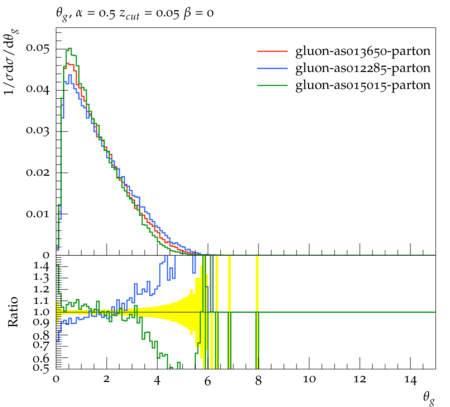 θg, α = 0.5 zcut = 0.05 β = 0
1/σdσ/dθg
0.05
0.04
0.03
0.02
0.01
0
gluon-as013650-parton
gluon-as012285-parton
gluon-as015015-parton
Ratio
1.4
1.3
1.2
1.1
1.0
0.9
0.8
0.7
0.6
0.5
0 2 4 6 8 10 12 14
θg